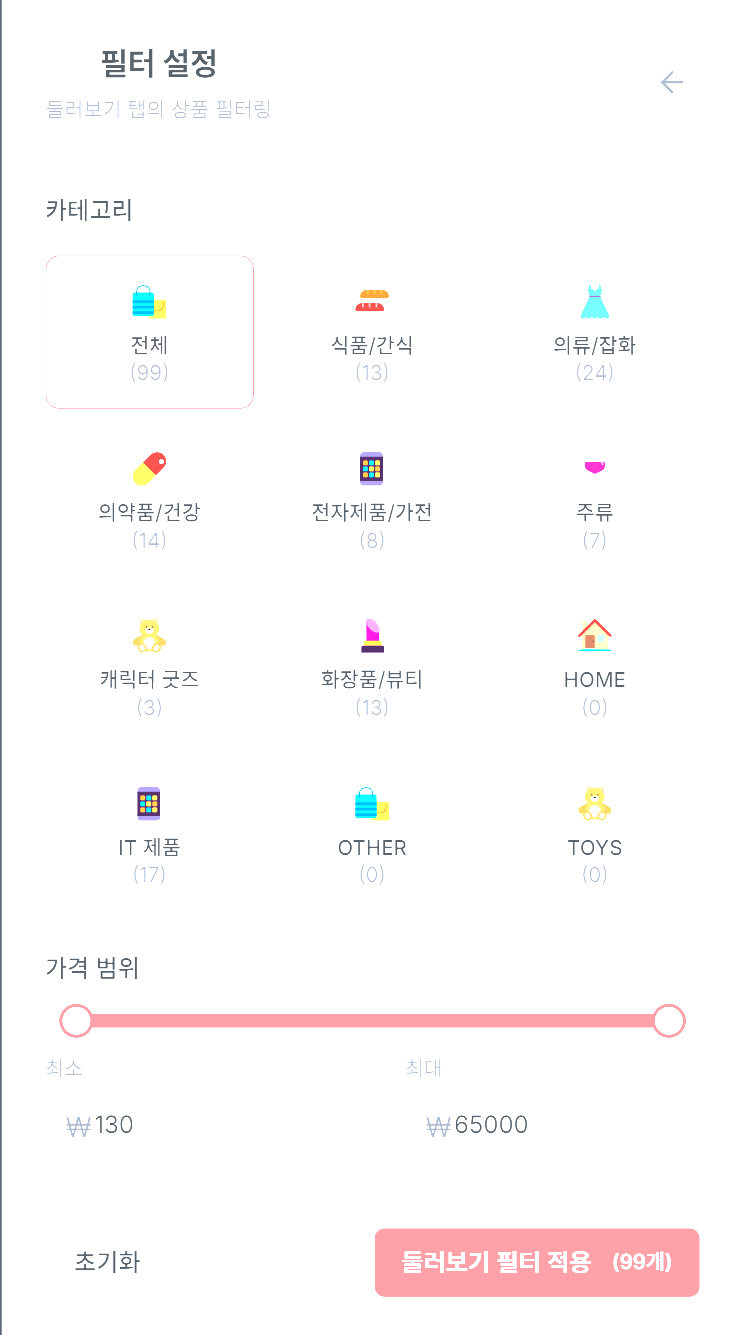 필터 설정
둘러보기 탭의 상품 필터링
카테고리
전체
(99)
식품/간식
(13)
의류/잡화
(24)
의약품/건강
(14)
전자제품/가전
(8)
주류
(7)
캐릭터 굿즈
(3)
화장품/뷰티
(13)
HOME
(0)
IT 제품
(17)
OTHER
(0)
TOYS
(0)
가격 범위
최소
최대
₩130
₩65000
초기화
둘러보기 필터 적용 (99개)